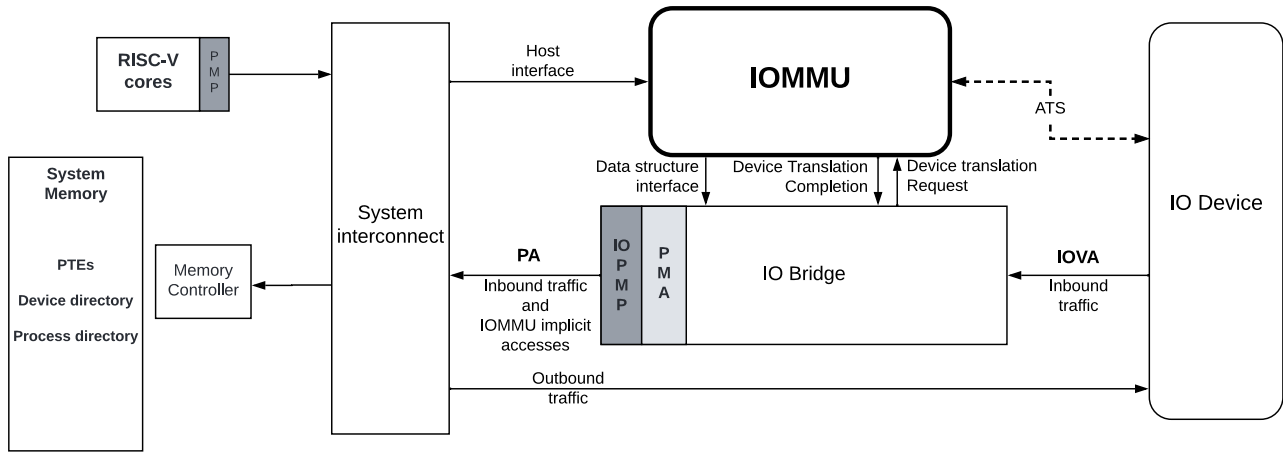 RISC-V
cores
P
M
P
System
Memory
PTEs
Device directory
Process directory
Memory
Controller
System
interconnect
Host
interface
IOMMU
ATS
Data structure
interface
Device Translation
Completion
Device translation
Request
IO
P
M
P
P
M
A
IO Bridge
PA
Inbound traffic
and
IOMMU implicit
accesses
IOVA
Inbound
traffic
IO Device
Outbound
traffic